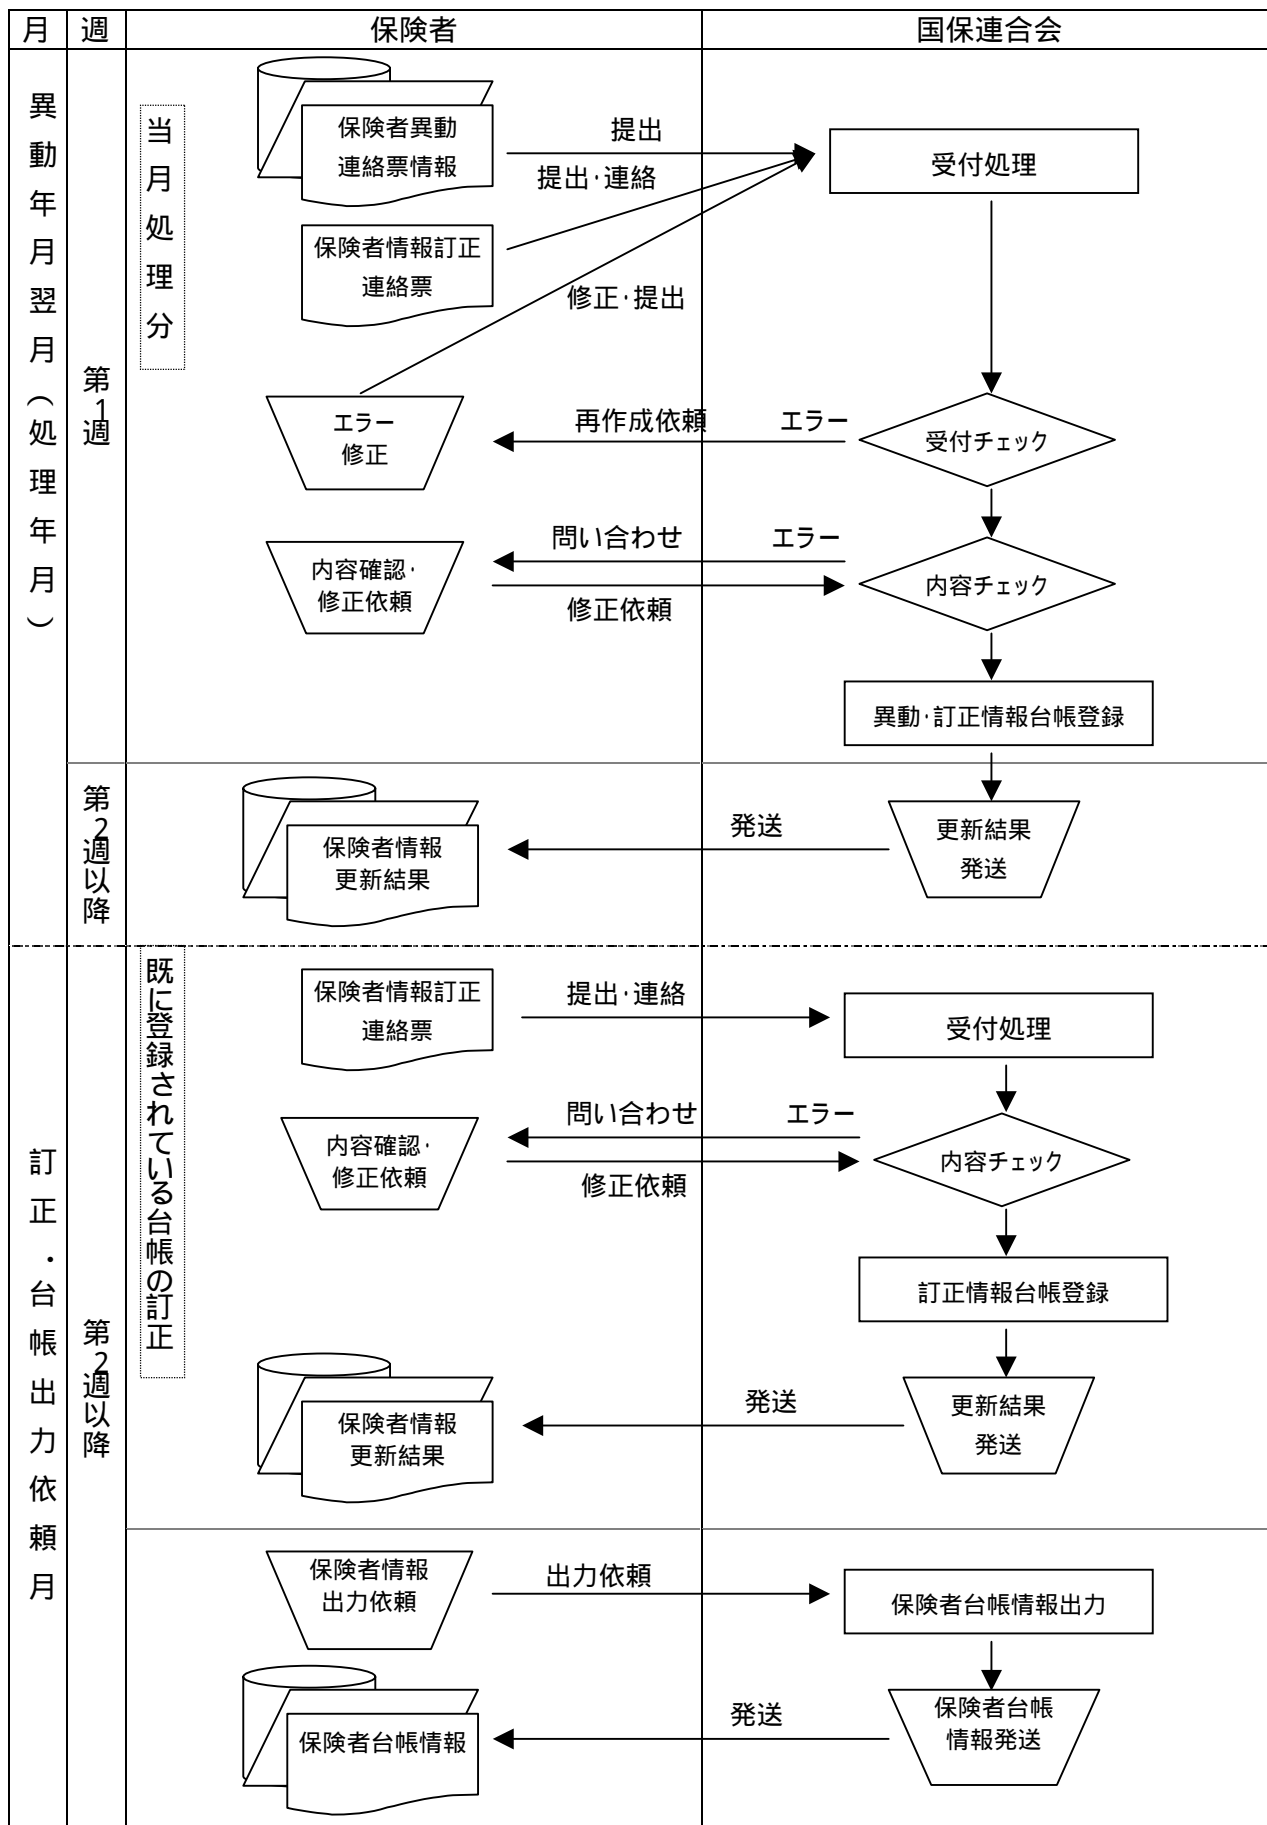 月
週
保険者
国保連合会
異動年月翌月(処理年月)
第1週
当月処理分
保険者異動
連絡票情報
提出
受付処理
提出・連絡
保険者情報訂正
連絡票
修正・提出
エラー
修正
再作成依頼
エラー
受付チェック
内容確認・
修正依頼
問い合わせ
エラー
修正依頼
内容チェック
異動・訂正情報台帳登録
第2週以降
保険者情報
更新結果
発送
更新結果
発送
訂正・台帳出力依頼月
第2週以降
既に登録されている台帳の訂正
保険者情報訂正
連絡票
提出・連絡
受付処理
内容確認・
修正依頼
問い合わせ
エラー
修正依頼
内容チェック
訂正情報台帳登録
保険者情報
更新結果
発送
更新結果
発送
保険者情報
出力依頼
出力依頼
保険者台帳情報出力
保険者台帳情報
発送
保険者台帳
情報発送